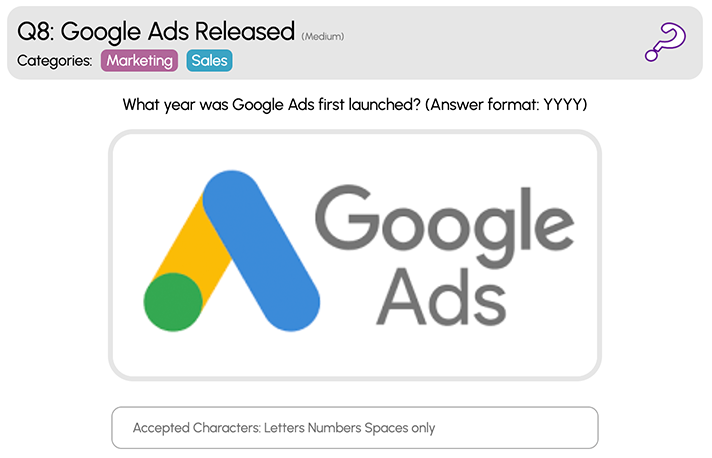 Q8: Google Ads Released (Medium)
Categories: Marketing Sales
What year was Google Ads first launched? (Answer format: YYYY)
Google
Ads
Accepted Characters: Letters Numbers Spaces only